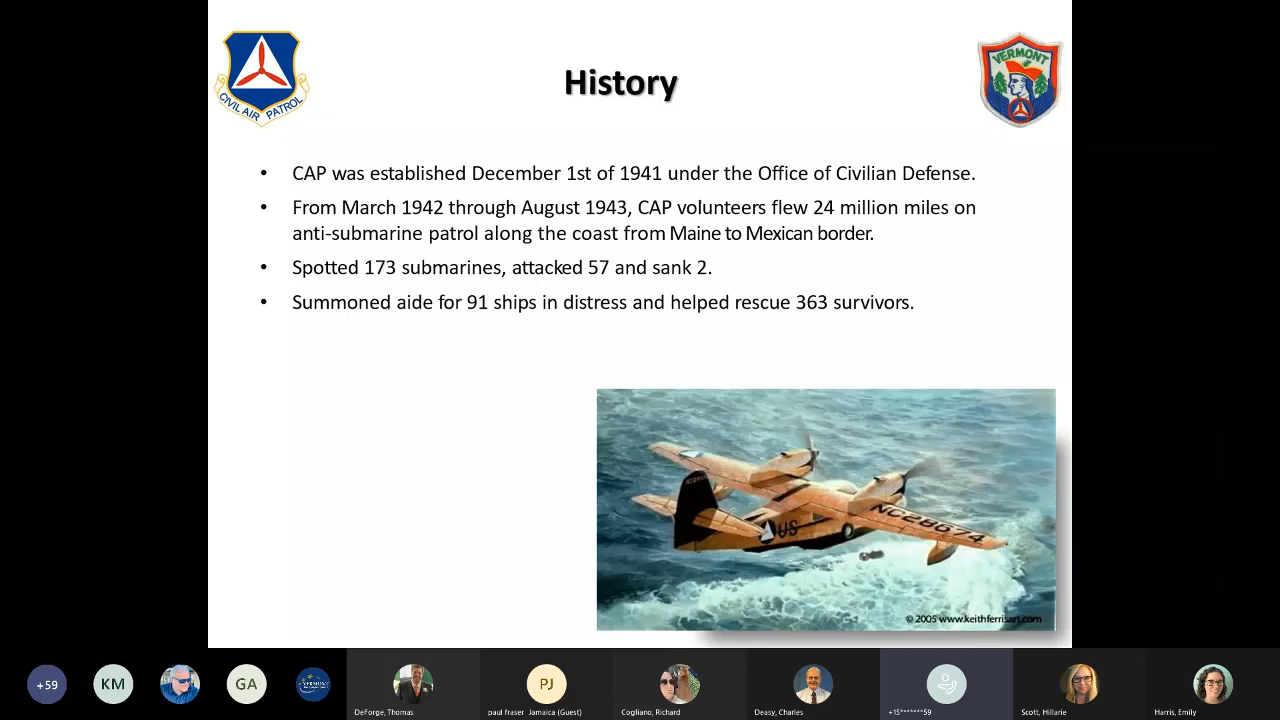 CIVIL AIR PATROL
History
VERMONT
• CAP was established December 1st of 1941 under the Office of Civilian Defense.
• From March 1942 through August 1943, CAP volunteers flew 24 million miles on
anti-submarine patrol along the coast from Maine to Mexican border.
• Spotted 173 submarines, attacked 57 and sank 2.
• Summoned aide for 91 ships in distress and helped rescue 363 survivors.
US
NC28674
© 2005 www.keithferrisart.com
+59
KM
GA
VERMONT
PJ
DeForge, Thomas
paul fraser Jamaica (Guest)
Cogliano, Richard
Deasy, Charles
+15*******59
Scott, Hillarie
Harris, Emily